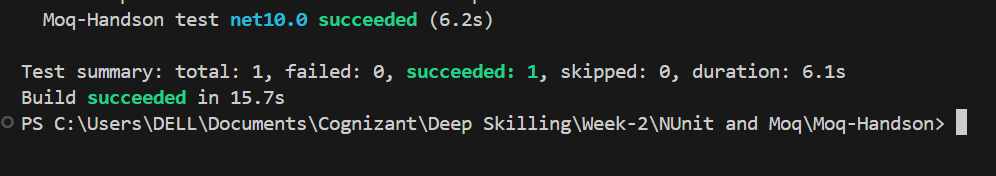 Moq-Handson test net10.0 succeeded (6.2s)
Test summary: total: 1, failed: 0, succeeded: 1, skipped: 0, duration: 6.1s
Build succeeded in 15.7s
PS C:\Users\DELL\Documents\Cognizant\Deep Skilling\Week-2\NUnit and Moq\Moq-Handson>